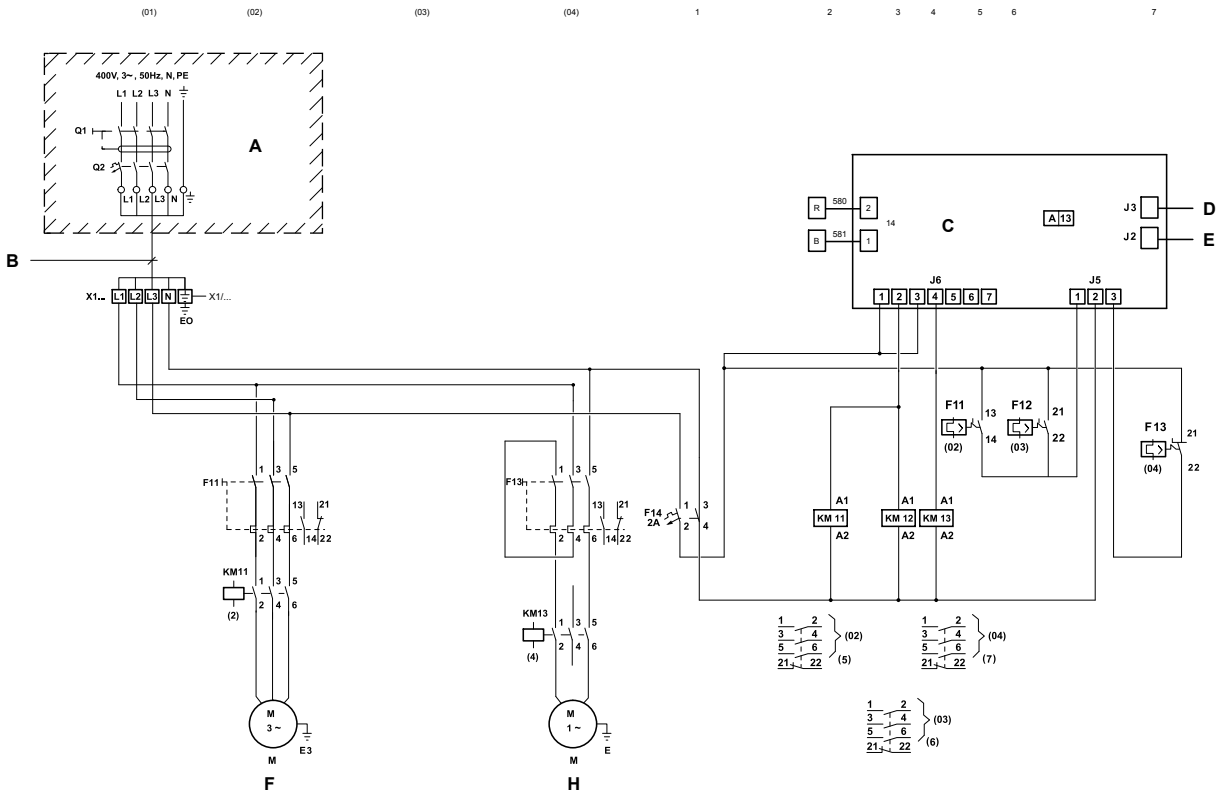 (01) (02) (03) (04) 1 2 3 4 5 6 7
400V, 3~ , 50Hz, N, PE
L1 L2 L3 N
Q1
A
Q2
L1 L2 L3 N
B
X1... L1 L2 L3 N X1/...
EO
R 580 2
14
B 581 1
C
A 13
J3 D
J2 E
J6
1 2 3 4 5 6 7
J5
1 2 3
F11 13
14
(02)
F12 21
22
(03)
F 13 21
22
(04)
F11 1 3 5
13 21
2 4 6 14 22
F13 1 3 5
13 21
2 4 6 14 22
F14 1 3
2A 2 4
A1
KM 11
A2
A1
KM 12
A2
A1
KM 13
A2
KM11 1 3 5
2 4 6
(2)
KM13 1 3 5
2 4 6
(4)
1 2
3 4 (02)
5 6
21 22 (5)
1 2
3 4 (04)
5 6
21 22 (7)
1 2
3 4 (03)
5 6
21 22 (6)
M
3 ~
E3
M
F
M
1 ~
E
M
H